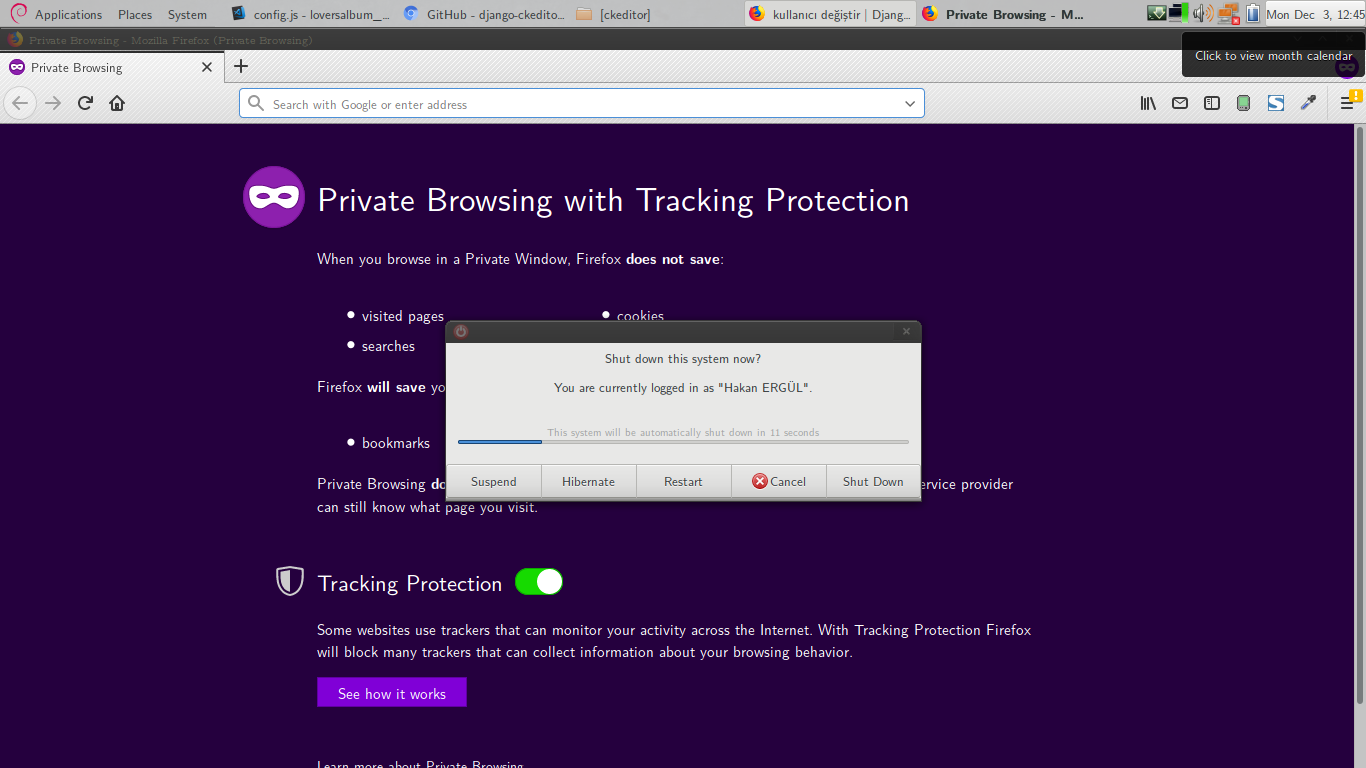 Applications Places System config.js - loversalbum_... GitHub - django-ckedito... [ckeditor] kullanıcı değiştir | Djang... Private Browsing - M... Mon Dec 3, 12:45
Private Browsing - Mozilla Firefox (Private Browsing)
Click to view month calendar
Private Browsing
Search with Google or enter address
Private Browsing with Tracking Protection
When you browse in a Private Window, Firefox does not save:
visited pages
cookies
searches
Firefox will save yo
bookmarks
Private Browsing do
ervice provider
can still know what page you visit.
Shut down this system now?
You are currently logged in as "Hakan ERGÜL".
This system will be automatically shut down in 11 seconds
Suspend Hibernate Restart Cancel Shut Down
Tracking Protection
Some websites use trackers that can monitor your activity across the Internet. With Tracking Protection Firefox
will block many trackers that can collect information about your browsing behavior.
See how it works
Learn more about Private Browsing